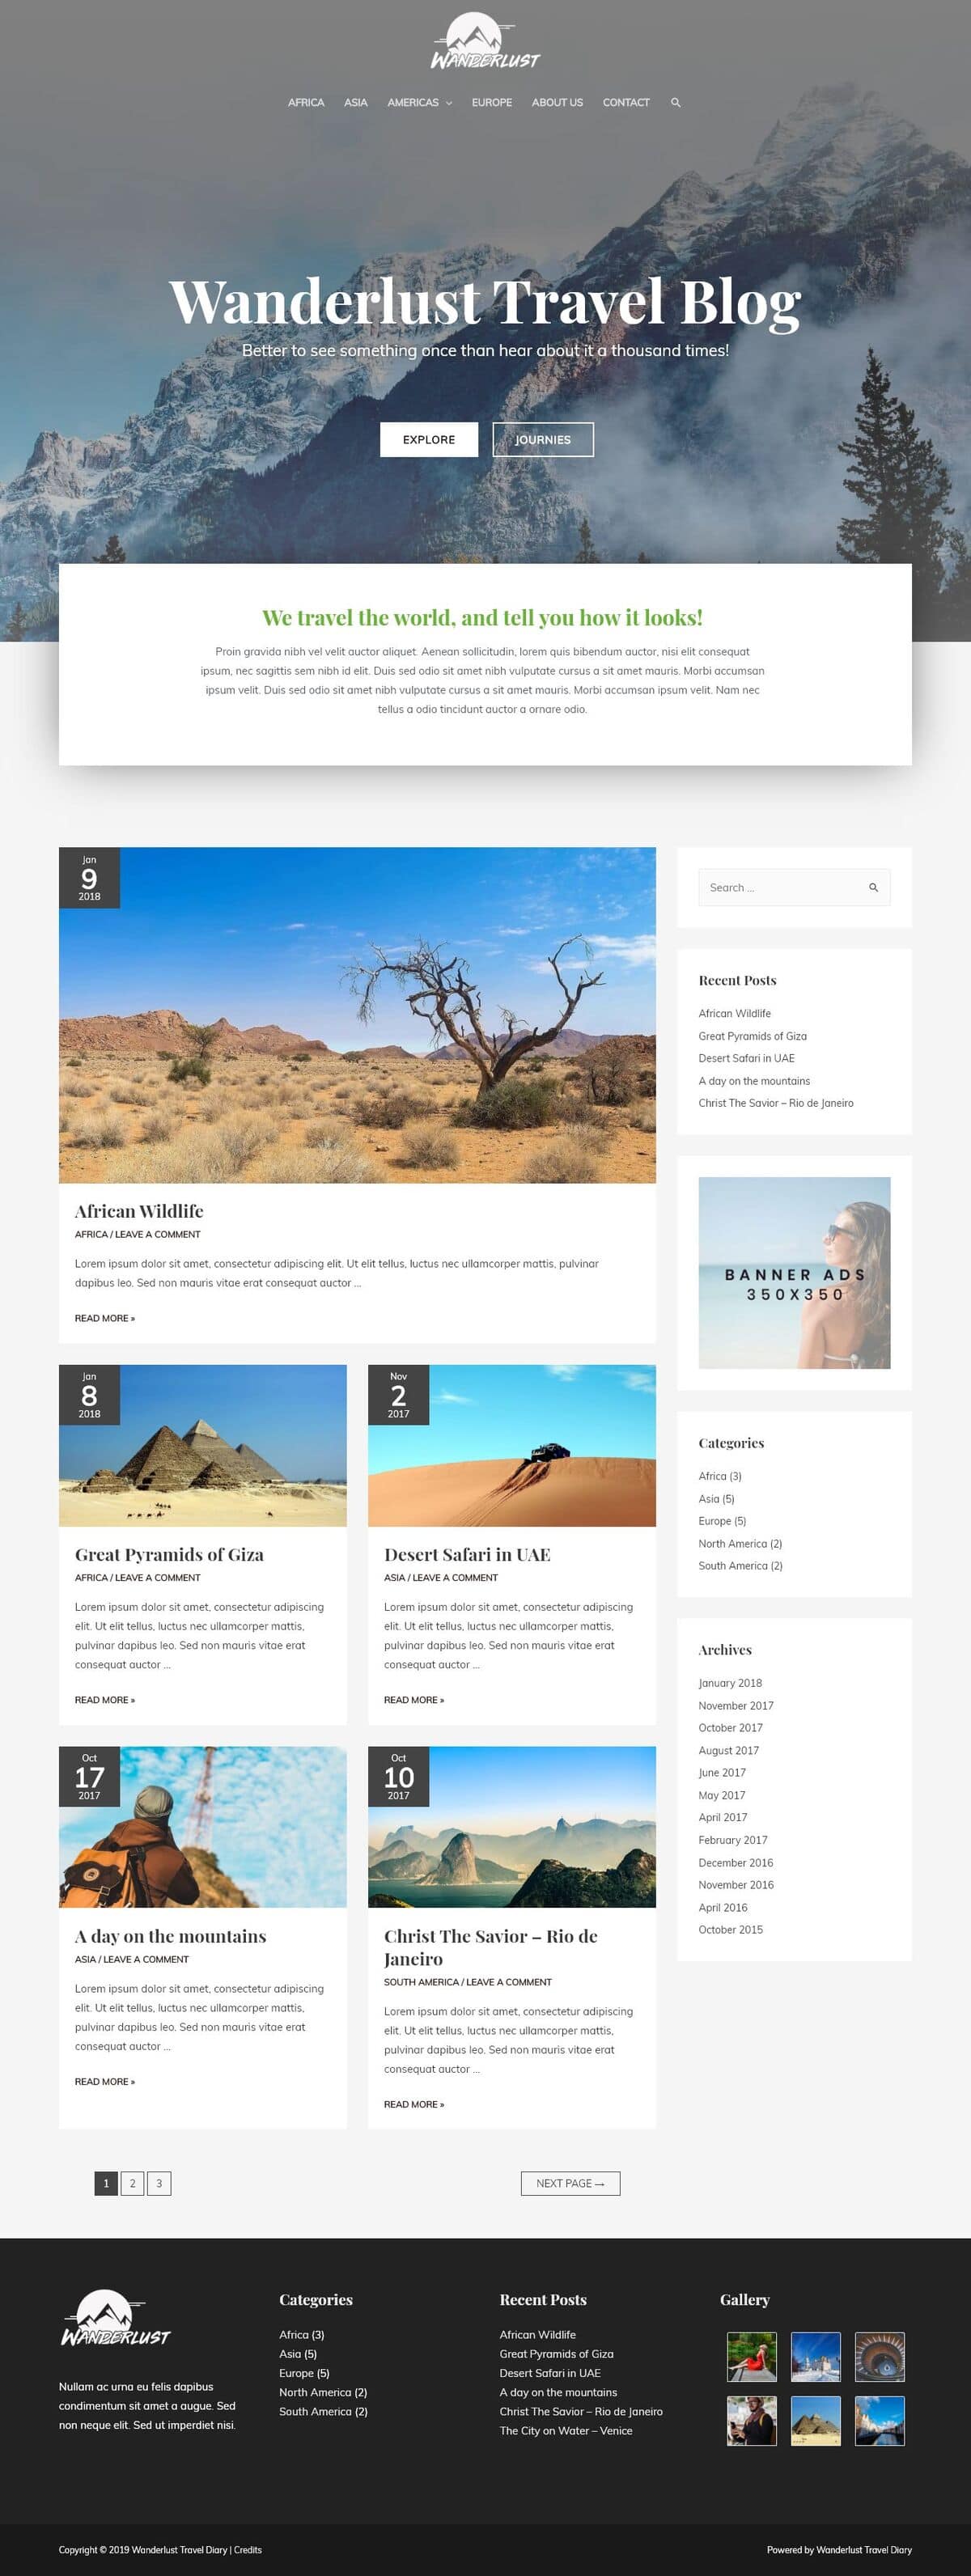 WANDERLUST
AFRICA ASIA AMERICAS EUROPE ABOUT US CONTACT
Wanderlust Travel Blog
Better to see something once than hear about it a thousand times!
EXPLORE JOURNIES
We travel the world, and tell you how it looks!
Proin gravida nibh vel velit auctor aliquet. Aenean sollicitudin, lorem quis bibendum auctor, nisi elit consequat
ipsum, nec sagittis sem nibh id elit. Duis sed odio sit amet nibh vulputate cursus a sit amet mauris. Morbi accumsan
ipsum velit. Duis sed odio sit amet nibh vulputate cursus a sit amet mauris. Morbi accumsan ipsum velit. Nam nec
tellus a odio tincidunt auctor a ornare odio.
Jan
9
2018
African Wildlife
AFRICA / LEAVE A COMMENT
Lorem ipsum dolor sit amet, consectetur adipiscing elit. Ut elit tellus, luctus nec ullamcorper mattis, pulvinar
dapibus leo. Sed non mauris vitae erat consequat auctor ...
READ MORE »
Jan
8
2018
Great Pyramids of Giza
AFRICA / LEAVE A COMMENT
Lorem ipsum dolor sit amet, consectetur adipiscing
elit. Ut elit tellus, luctus nec ullamcorper mattis,
pulvinar dapibus leo. Sed non mauris vitae erat
consequat auctor ...
READ MORE »
Nov
2
2017
Desert Safari in UAE
ASIA / LEAVE A COMMENT
Lorem ipsum dolor sit amet, consectetur adipiscing
elit. Ut elit tellus, luctus nec ullamcorper mattis,
pulvinar dapibus leo. Sed non mauris vitae erat
consequat auctor ...
READ MORE »
Oct
17
2017
A day on the mountains
ASIA / LEAVE A COMMENT
Lorem ipsum dolor sit amet, consectetur adipiscing
elit. Ut elit tellus, luctus nec ullamcorper mattis,
pulvinar dapibus leo. Sed non mauris vitae erat
consequat auctor ...
READ MORE »
Oct
10
2017
Christ The Savior – Rio de
Janeiro
SOUTH AMERICA / LEAVE A COMMENT
Lorem ipsum dolor sit amet, consectetur adipiscing
elit. Ut elit tellus, luctus nec ullamcorper mattis,
pulvinar dapibus leo. Sed non mauris vitae erat
consequat auctor ...
READ MORE »
1 2 3
NEXT PAGE →
Search ...
Recent Posts
African Wildlife
Great Pyramids of Giza
Desert Safari in UAE
A day on the mountains
Christ The Savior – Rio de Janeiro
BANNER ADS
350X350
Categories
Africa (3)
Asia (5)
Europe (5)
North America (2)
South America (2)
Archives
January 2018
November 2017
October 2017
August 2017
June 2017
May 2017
April 2017
February 2017
December 2016
November 2016
April 2016
October 2015
WANDERLUST
Nullam ac urna eu felis dapibus
condimentum sit amet a augue. Sed
non neque elit. Sed ut imperdiet nisi.
Categories
Africa (3)
Asia (5)
Europe (5)
North America (2)
South America (2)
Recent Posts
African Wildlife
Great Pyramids of Giza
Desert Safari in UAE
A day on the mountains
Christ The Savior – Rio de Janeiro
The City on Water – Venice
Gallery
Copyright © 2019 Wanderlust Travel Diary | Credits
Powered by Wanderlust Travel Diary